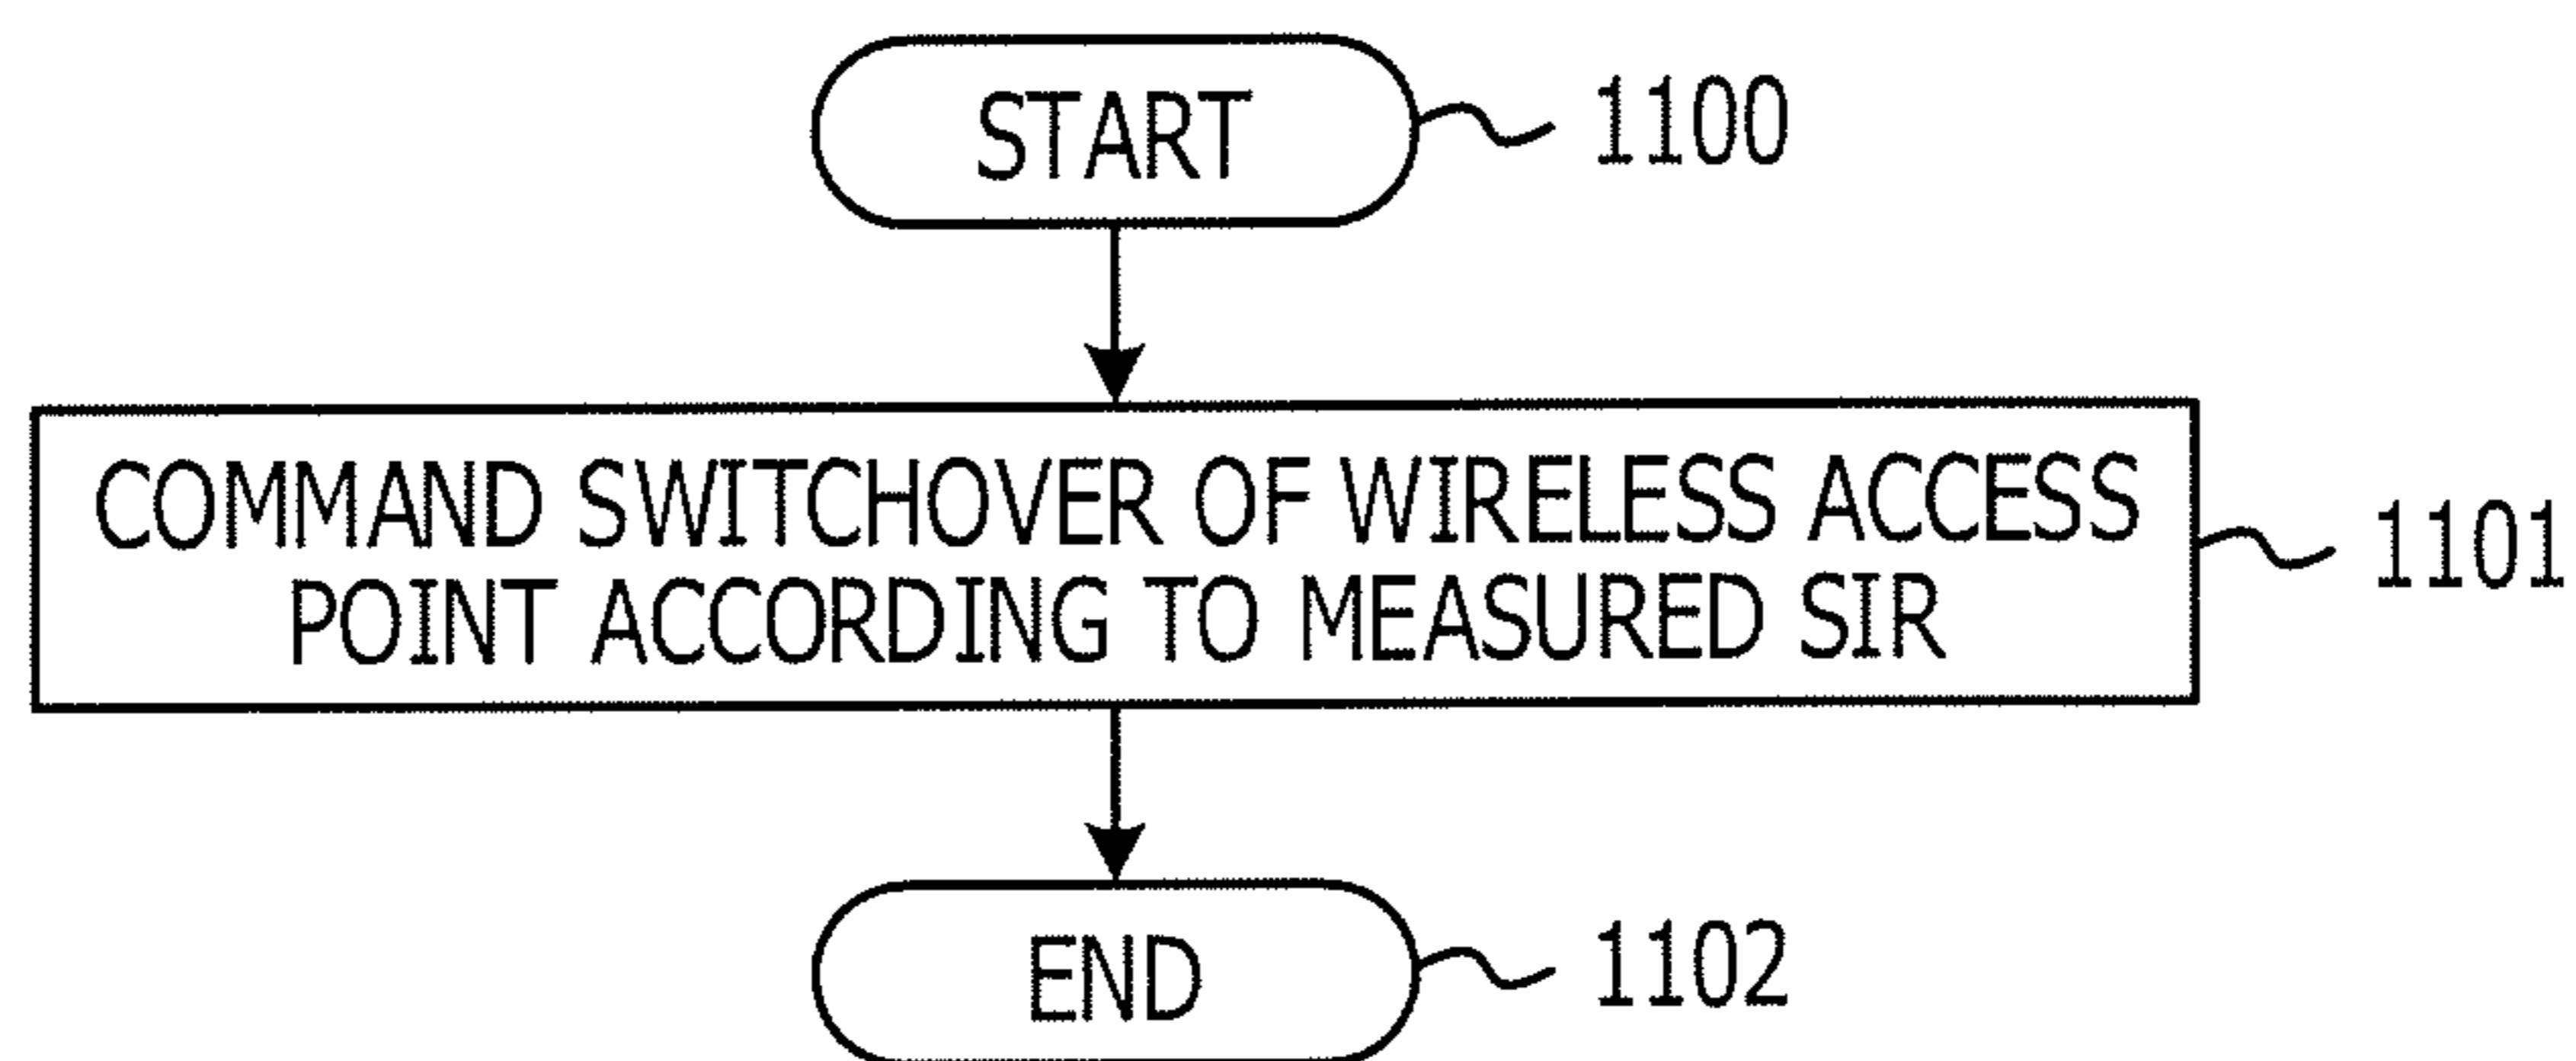 START
1100
COMMAND SWITCHOVER OF WIRELESS ACCESS
POINT ACCORDING TO MEASURED SIR
1101
END
1102